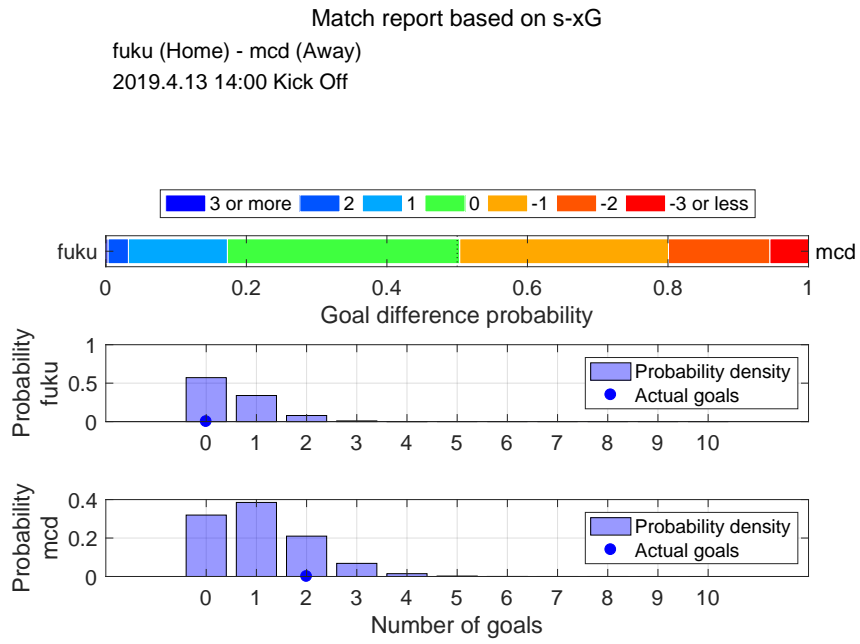 Match report based on s-xG
fuku (Home) - mcd (Away)
2019.4.13 14:00 Kick Off
3 or more 2 1 0 -1 -2 -3 or less
fuku mcd
0 0.2 0.4 0.6 0.8 1
Goal difference probability
Probability
fuku
1
0.5
0
Probability density
Actual goals
0 1 2 3 4 5 6 7 8 9 10
Probability
mcd
0.4
0.2
0
Probability density
Actual goals
0 1 2 3 4 5 6 7 8 9 10
Number of goals